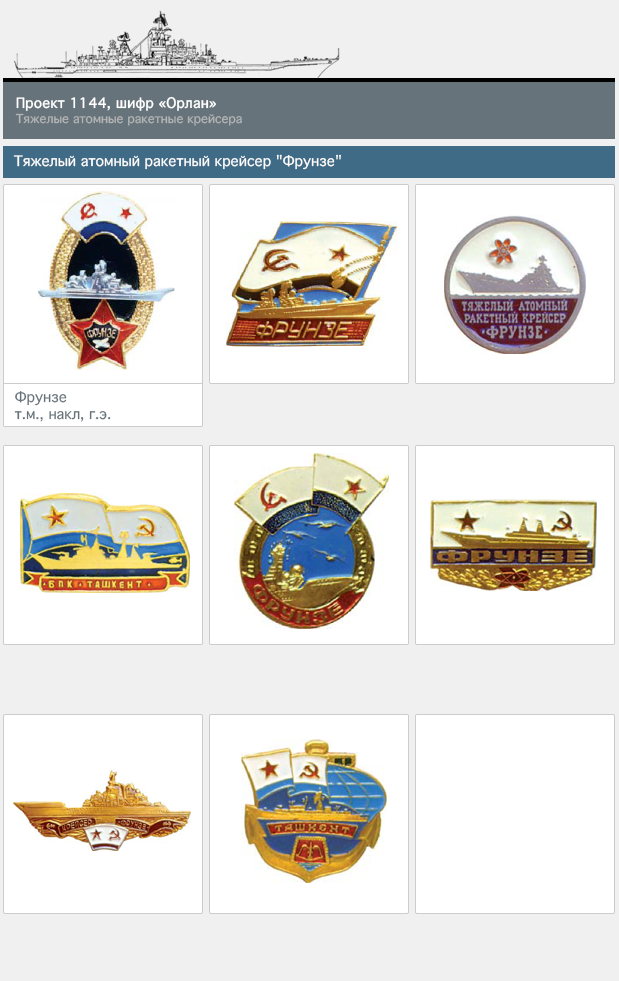 Проект 1144, шифр «Орлан»
Тяжелые атомные ракетные крейсера
Тяжелый атомный ракетный крейсер "Фрунзе"
ФРУНЗЕ
ФРУНЗЕ
ТЯЖЕЛЫЙ АТОМНЫЙ
РАКЕТНЫЙ КРЕЙСЕР
·ФРУНЗЕ·
Фрунзе
т.м., накл, г.э.
·БПК·ТАШКЕНТ·
ФРУНЗЕ
ФРУНЗЕ
ТАШКЕНТ